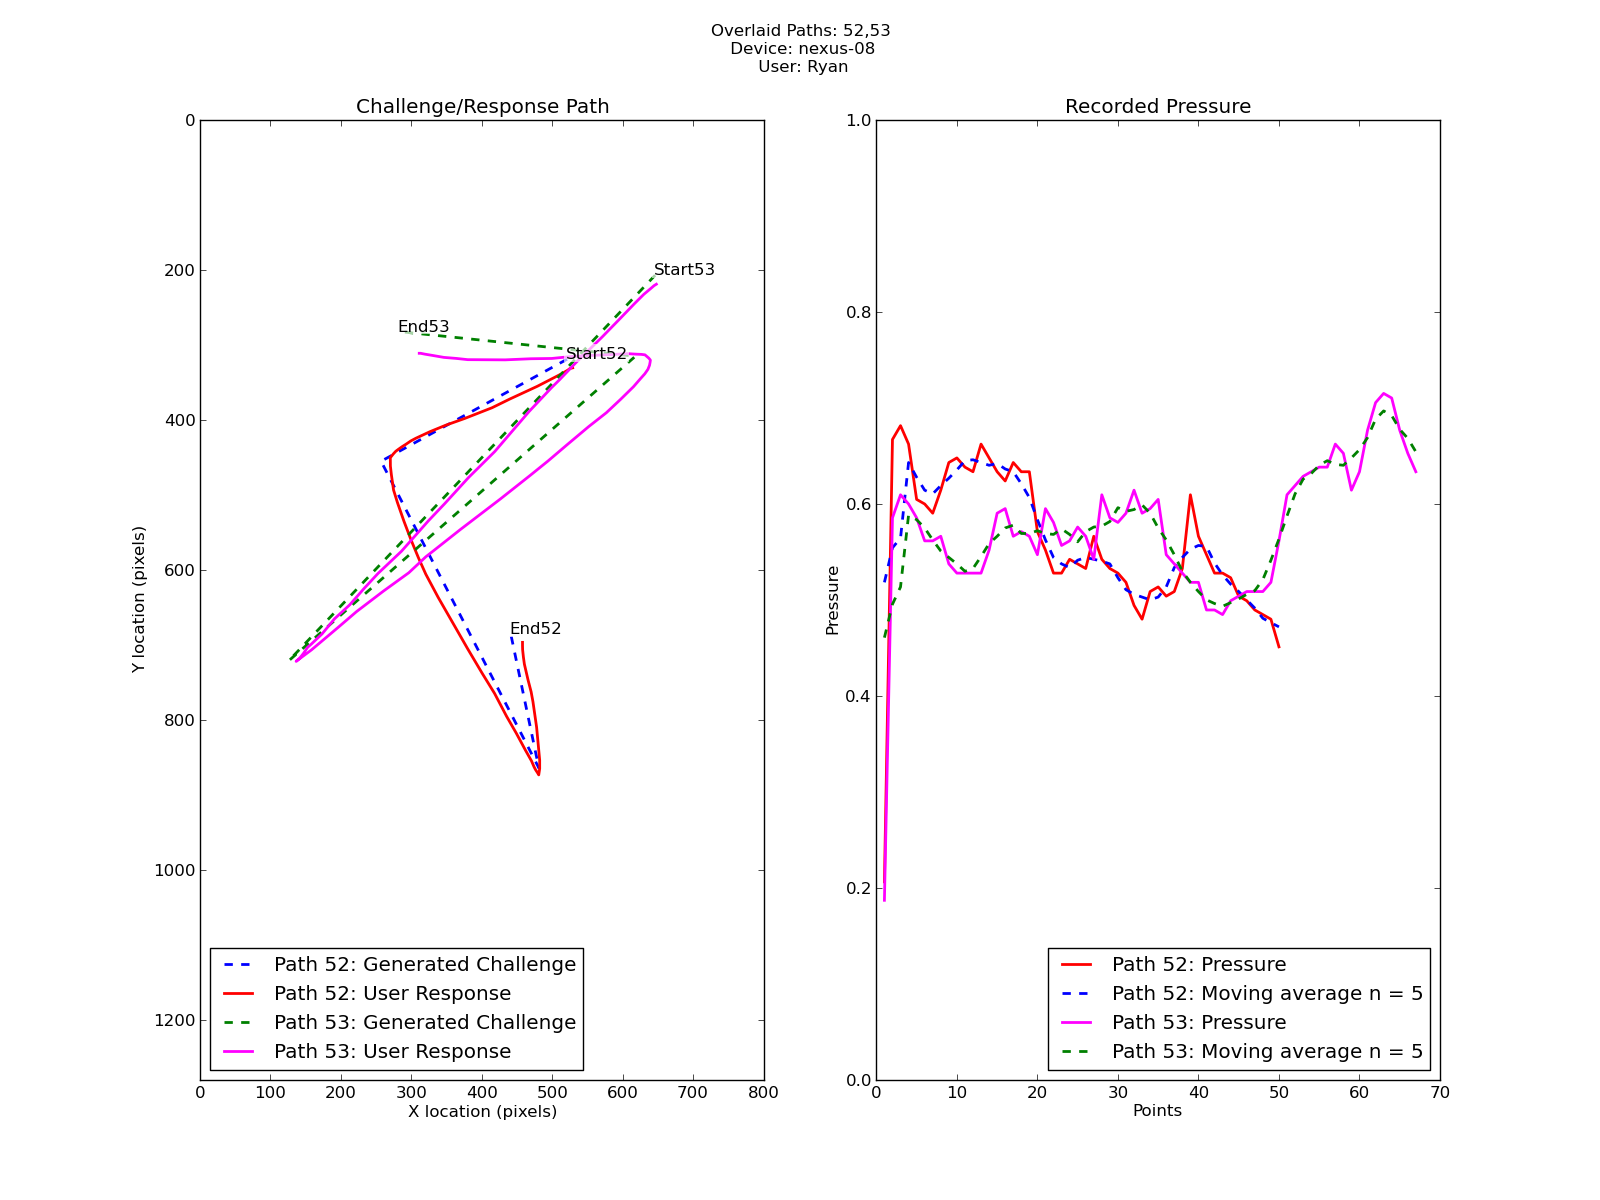 Overlaid Paths: 52,53
Device: nexus-08
User: Ryan
Challenge/Response Path
0
200
400
600
800
1000
1200
Y location (pixels)
Start53
End53
Start52
End52
Path 52: Generated Challenge
Path 52: User Response
Path 53: Generated Challenge
Path 53: User Response
0 100 200 300 400 500 600 700 800
X location (pixels)
Recorded Pressure
1.0
0.8
0.6
0.4
0.2
0.0
Pressure
Path 52: Pressure
Path 52: Moving average n = 5
Path 53: Pressure
Path 53: Moving average n = 5
0 10 20 30 40 50 60 70
Points